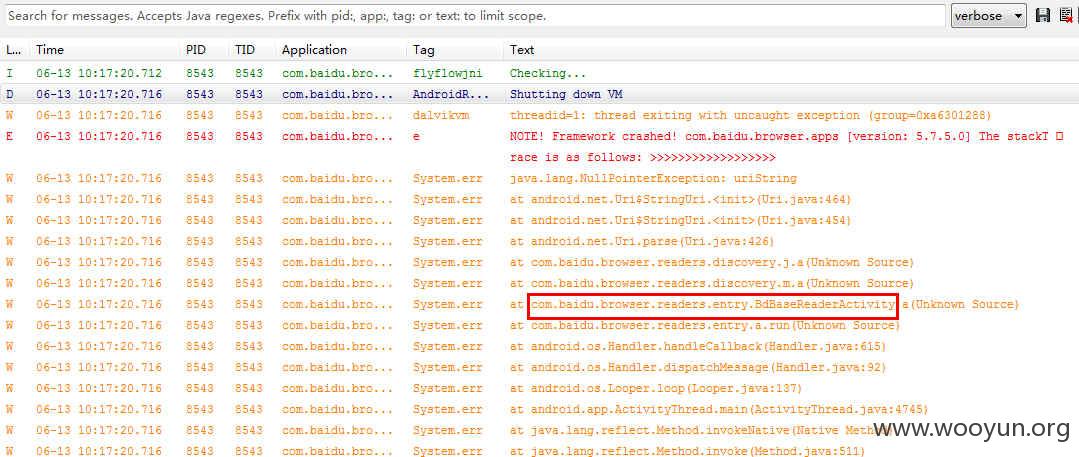 Search for messages. Accepts Java regexes. Prefix with pid:, app:, tag: or text: to limit scope. verbose
L... Time PID TID Application Tag Text
I 06-13 10:17:20.712 8543 8543 com.baidu.bro... flyflowjni Checking...
D 06-13 10:17:20.716 8543 8543 com.baidu.bro... AndroidR... Shutting down VM
W 06-13 10:17:20.716 8543 8543 com.baidu.bro... dalvikvm threadid=1: thread exiting with uncaught exception (group=0xa6301288)
E 06-13 10:17:20.716 8543 8543 com.baidu.bro... e NOTE! Framework crashed! com.baidu.browser.apps [version: 5.7.5.0] The stackT
race is as follows: >>>>>>>>>>>>>>>>>>
W 06-13 10:17:20.716 8543 8543 com.baidu.bro... System.err java.lang.NullPointerException: uriString
W 06-13 10:17:20.716 8543 8543 com.baidu.bro... System.err at android.net.Uri$StringUri.<init>(Uri.java:464)
W 06-13 10:17:20.716 8543 8543 com.baidu.bro... System.err at android.net.Uri$StringUri.<init>(Uri.java:454)
W 06-13 10:17:20.716 8543 8543 com.baidu.bro... System.err at android.net.Uri.parse(Uri.java:426)
W 06-13 10:17:20.716 8543 8543 com.baidu.bro... System.err at com.baidu.browser.readers.discovery.j.a(Unknown Source)
W 06-13 10:17:20.716 8543 8543 com.baidu.bro... System.err at com.baidu.browser.readers.discovery.m.a(Unknown Source)
W 06-13 10:17:20.716 8543 8543 com.baidu.bro... System.err at com.baidu.browser.readers.entry.BdBaseReaderActivity.a(Unknown Source)
W 06-13 10:17:20.716 8543 8543 com.baidu.bro... System.err at com.baidu.browser.readers.entry.a.run(Unknown Source)
W 06-13 10:17:20.716 8543 8543 com.baidu.bro... System.err at android.os.Handler.handleCallback(Handler.java:615)
W 06-13 10:17:20.716 8543 8543 com.baidu.bro... System.err at android.os.Handler.dispatchMessage(Handler.java:92)
W 06-13 10:17:20.716 8543 8543 com.baidu.bro... System.err at android.os.Looper.loop(Looper.java:137)
W 06-13 10:17:20.716 8543 8543 com.baidu.bro... System.err at android.app.ActivityThread.main(ActivityThread.java:4745)
W 06-13 10:17:20.716 8543 8543 com.baidu.bro... System.err at java.lang.reflect.Method.invokeNative(Native Method)
www.wooyun.org
W 06-13 10:17:20.716 8543 8543 com.baidu.bro... System.err at java.lang.reflect.Method.invoke(Method.java:511)